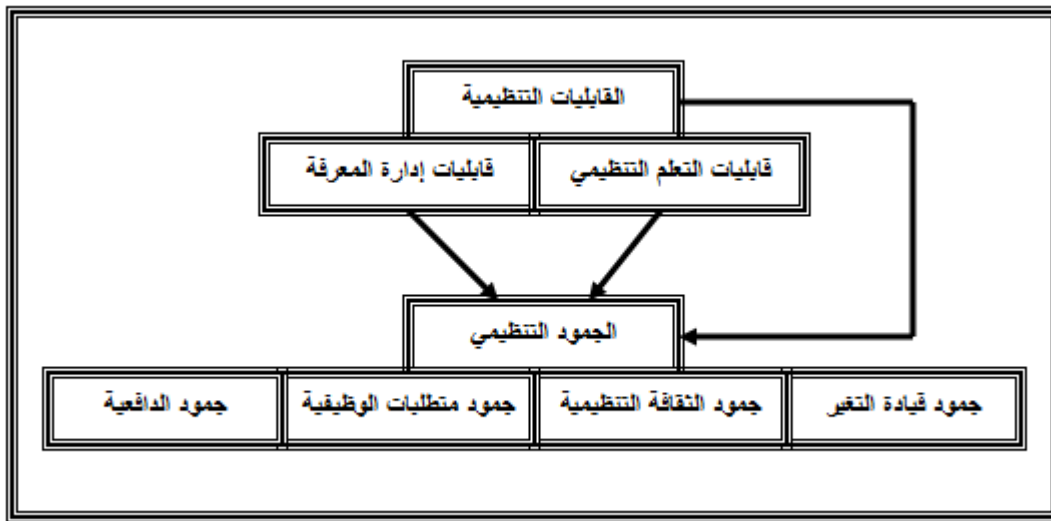 القابليات التنظيمية
قابليات التعلم التنظيمي
قابليات إدارة المعرفة
الجمود التنظيمي
جمود قيادة التغير
جمود الثقافة التنظيمية
جمود متطلبات الوظيفية
جمود الدافعية